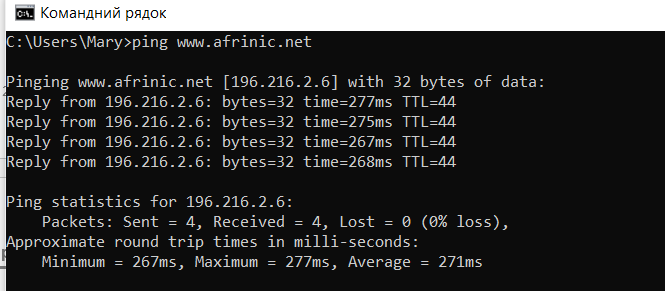 Командний рядок
C:\Users\Mary>ping www.afrinic.net
Pinging www.afrinic.net [196.216.2.6] with 32 bytes of data:
Reply from 196.216.2.6: bytes=32 time=277ms TTL=44
Reply from 196.216.2.6: bytes=32 time=275ms TTL=44
Reply from 196.216.2.6: bytes=32 time=267ms TTL=44
Reply from 196.216.2.6: bytes=32 time=268ms TTL=44
Ping statistics for 196.216.2.6:
Packets: Sent = 4, Received = 4, Lost = 0 (0% loss),
Approximate round trip times in milli-seconds:
Minimum = 267ms, Maximum = 277ms, Average = 271ms